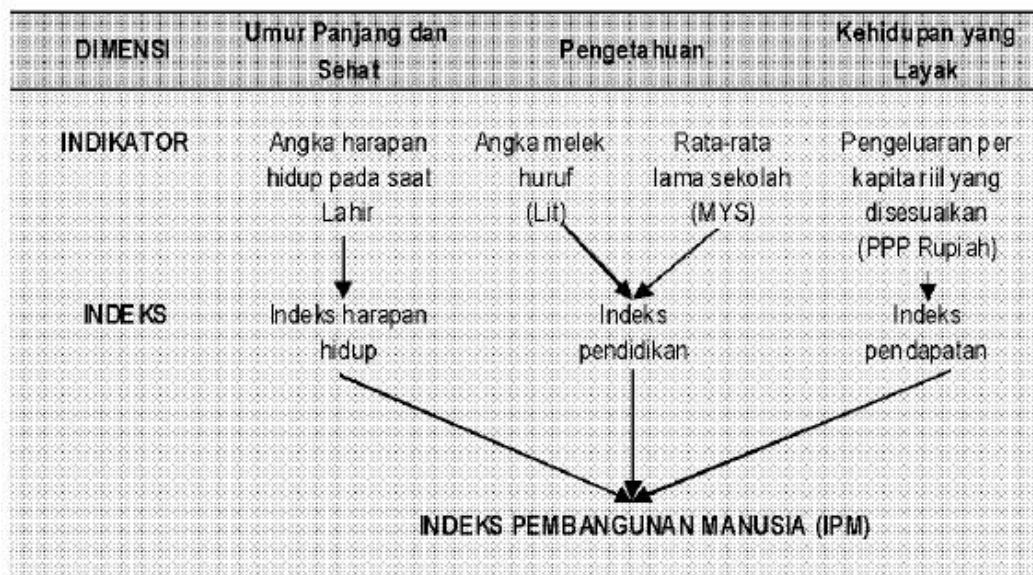 DIMENSI
Umur Panjang dan
Sehat
Pengetahuan
Kehidupan yang
Layak
INDIKATOR
Angka harapan
hidup pada saat
Lahir
Angka melek
huruf
(Lit)
Rata-rata
lama sekolah
(MYS)
Pengeluaran per
kapita riil yang
disesuaikan
(PPP Rupiah)
INDEKS
Indeks harapan
hidup
Indeks
pendidikan
Indeks
pendapatan
INDEKS PEMBANGUNAN MANUSIA (IPM)